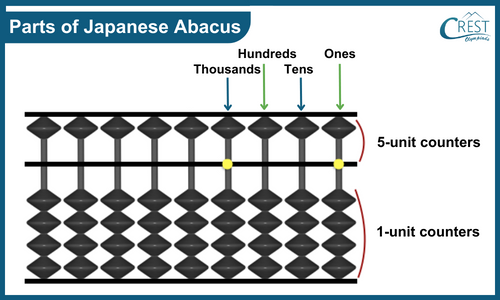 Parts of Japanese Abacus
CREST
Olympiads
Hundreds
Ones
Thousands
Tens
5-unit counters
1-unit counters